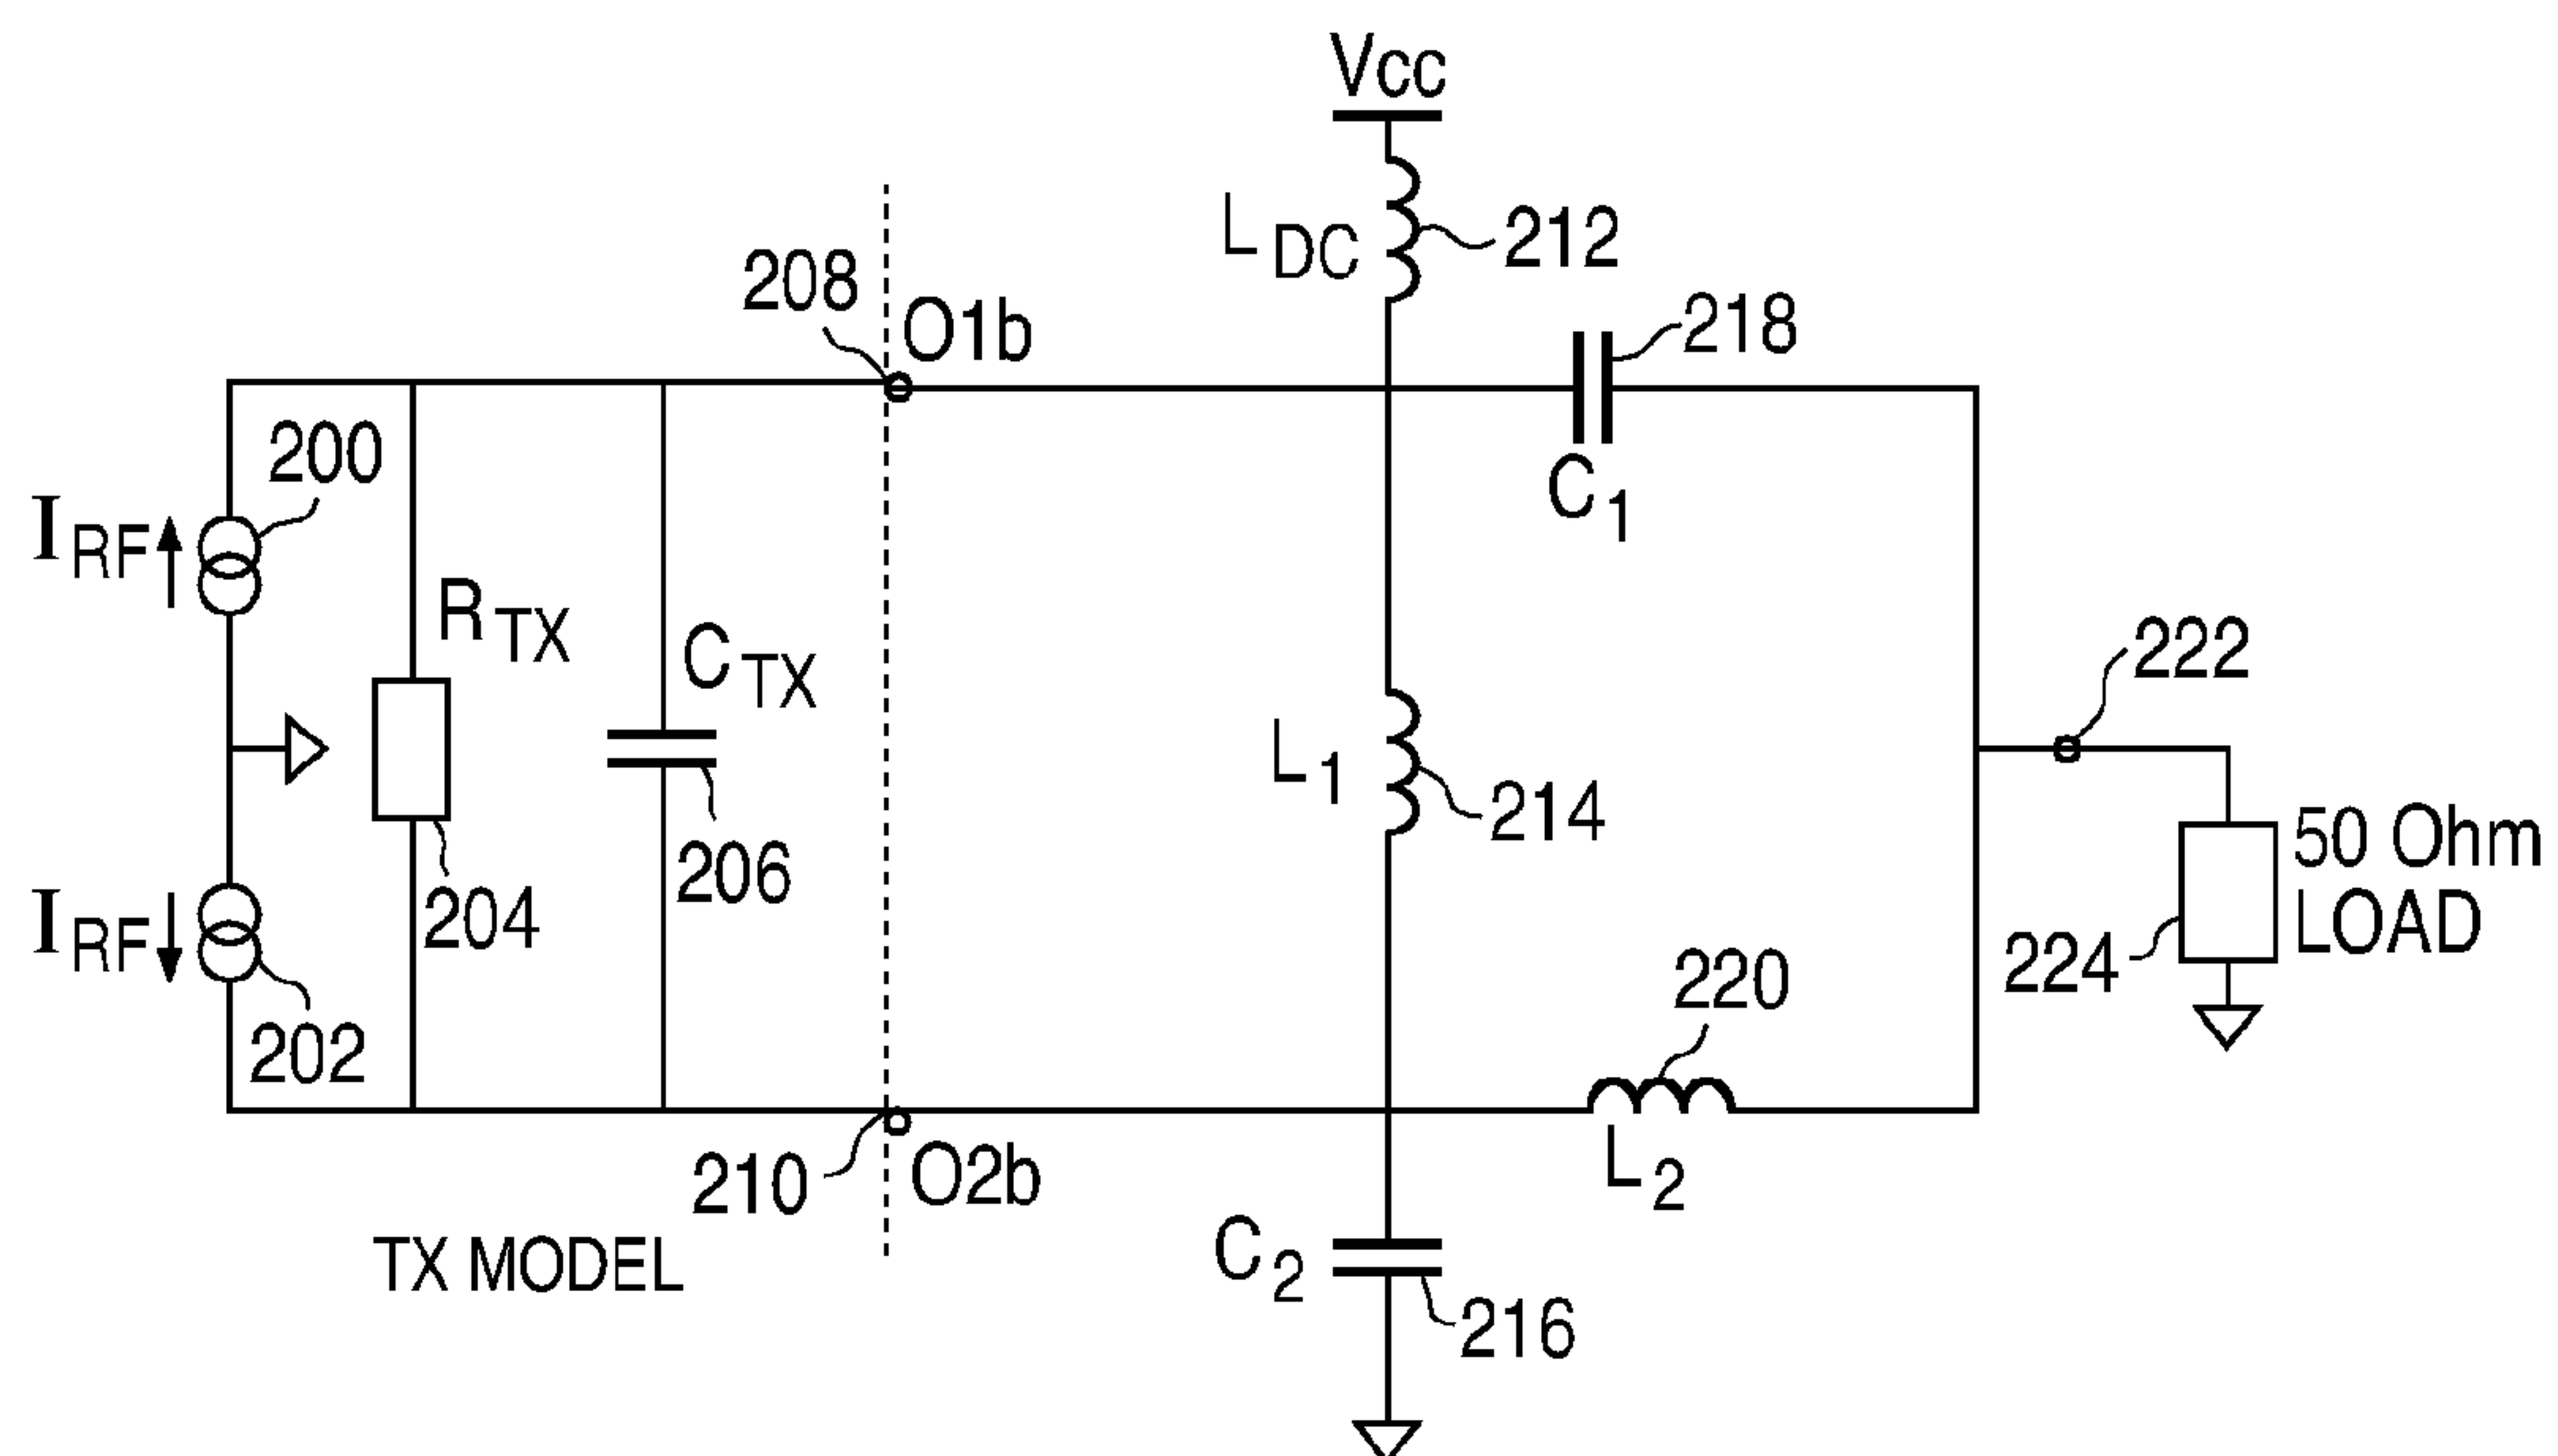 Vcc
L DC
212
208
O1b
218
200
C 1
I RF
R TX
C TX
222
L 1
214
50 Ohm
LOAD
206
204
I RF
224
220
202
210
O2b
L 2
TX MODEL
C 2
216